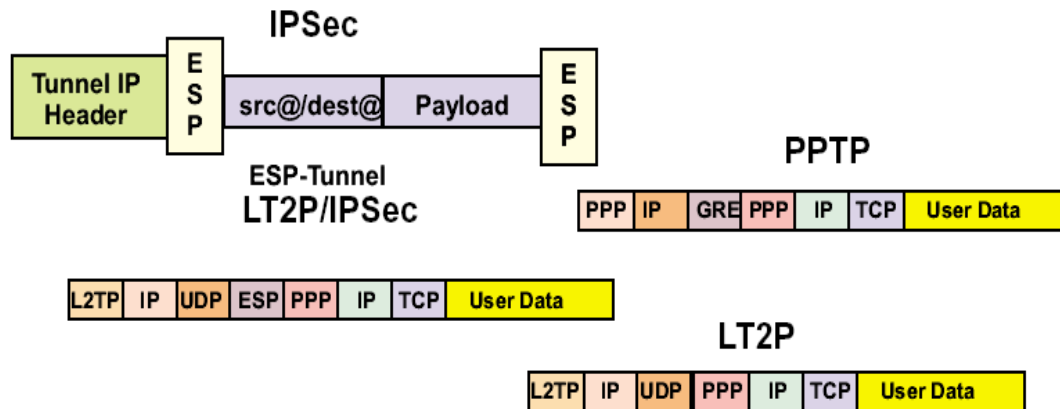 IPSec
Tunnel IP
Header
E
S
P
src@/dest@
Payload
E
S
P
ESP-Tunnel
LT2P/IPSec
PPTP
PPP IP GRE PPP IP TCP User Data
L2TP IP UDP ESP PPP IP TCP User Data
LT2P
L2TP IP UDP PPP IP TCP User Data